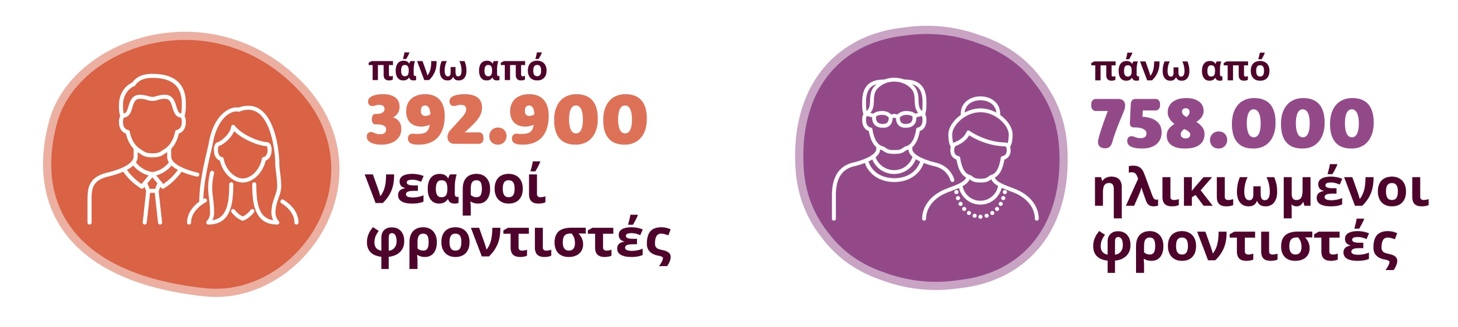 πάνω από
392.900
νεαροί
φροντιστές
πάνω από
758.000
ηλικιωμένοι
φροντιστές